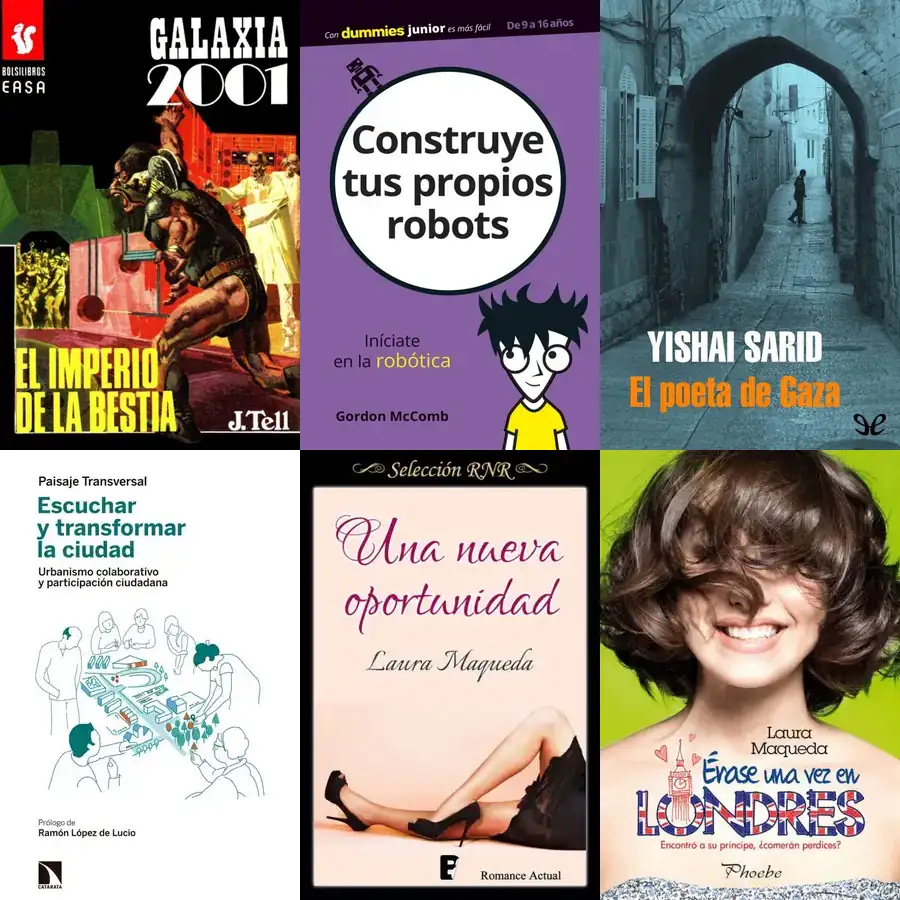 BOLSILIBROS
EASA
GALAXIA
2001
EL IMPERIO
DE LA BESTIA
J. Tell
Con dummies junior es más fácil
De 9 a 16 años
Construye
tus propios
robots
Iníciate
en la robótica
Gordon McComb
YISHAI SARID
El poeta de Gaza
Paisaje Transversal
Escuchar
y transformar
la ciudad
Urbanismo colaborativo
y participación ciudadana
Prólogo de
Ramón López de Lucio
CATARATA
Selección RNR
Una nueva
oportunidad
Laura Maqueda
B
Romance Actual
Laura
Maqueda
Érase una vez en
LONDRES
Encontró a su príncipe, ¿comerán perdices?
Phoebe